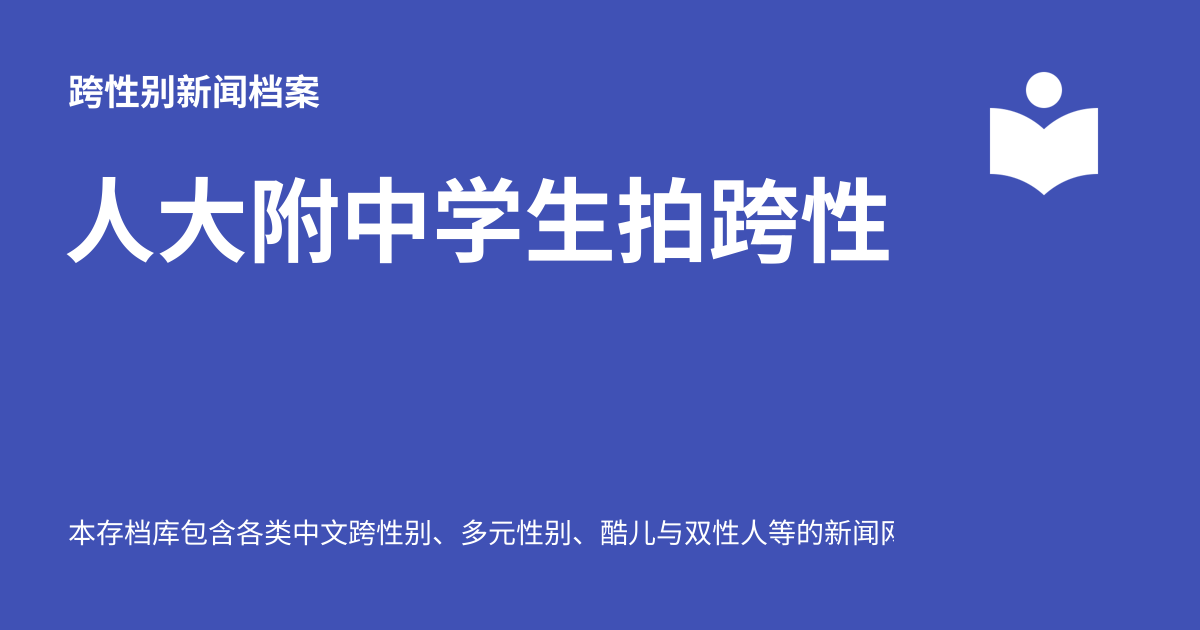 跨性别新闻档案
人大附中学生拍跨性
本存档库包含各类中文跨性别、多元性别、酷儿与双性人等的新闻